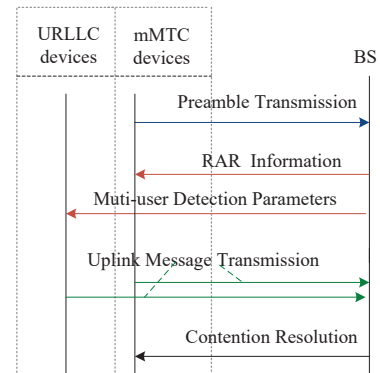 URLLC
devices
mMTC
devices
BS
Preamble Transmission
RAR Information
Muti-user Detection Parameters
Uplink Message Transmission
Contention Resolution